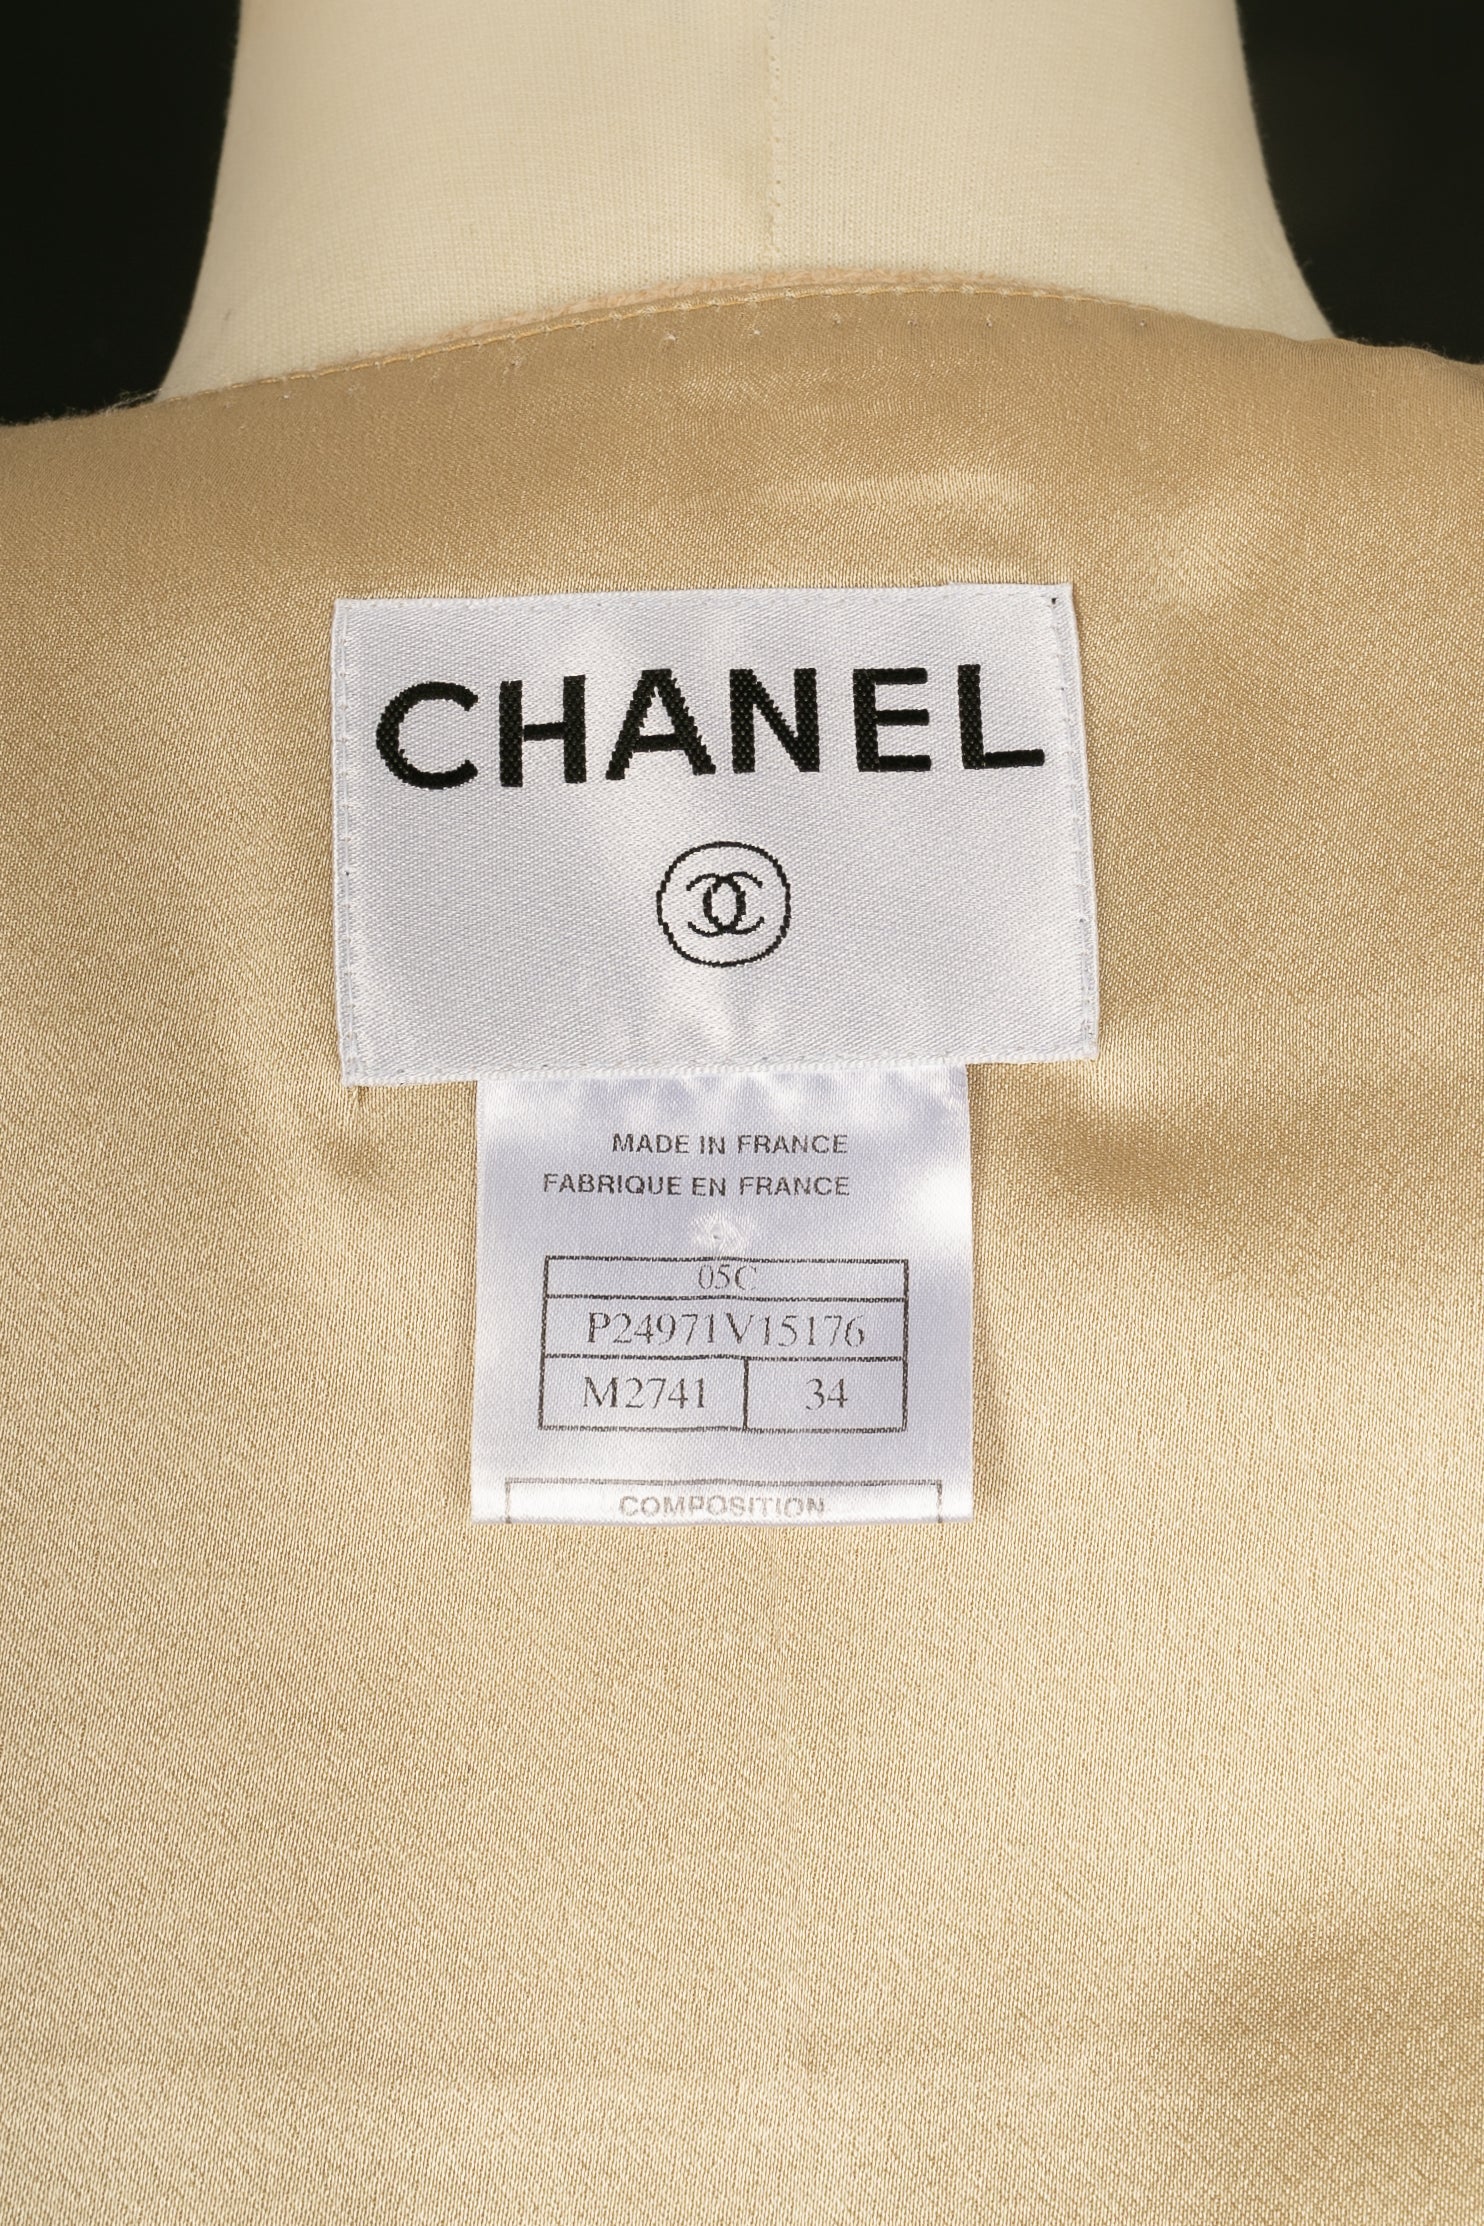 CHANEL
MADE IN FRANCE
FABRIQUE EN FRANCE
05C
P24971V15176
M2741 34
COMPOSITION